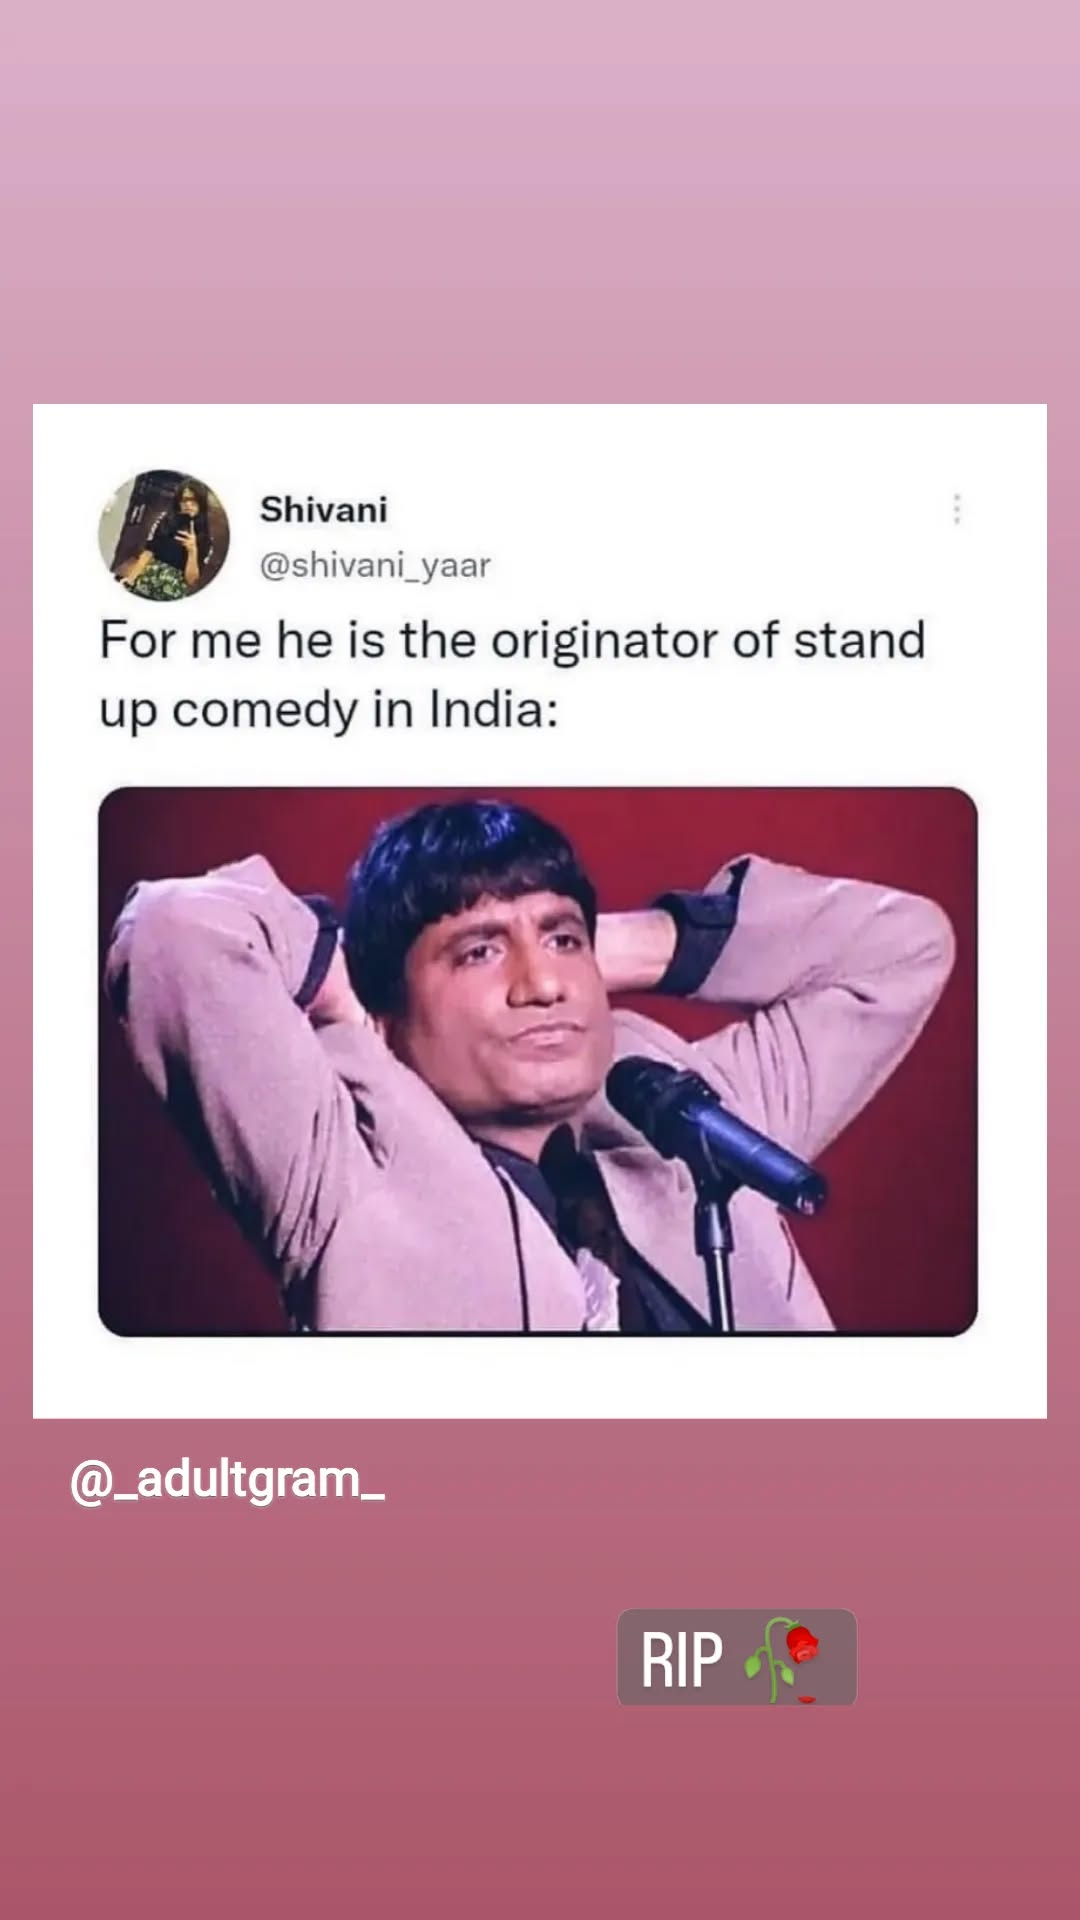 Shivani
@shivani_yaar
For me he is the originator of stand
up comedy in India:
@_adultgram_
RIP 🥀